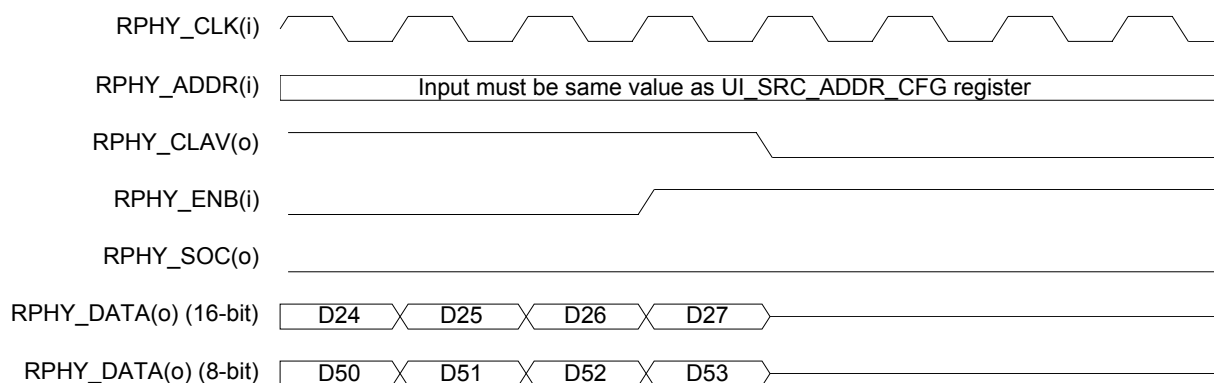 RPHY_CLK(i)
RPHY_ADDR(i) Input must be same value as UI_SRC_ADDR_CFG register
RPHY_CLAV(o)
RPHY_ENB(i)
RPHY_SOC(o)
RPHY_DATA(o) (16-bit) D24 D25 D26 D27
RPHY_DATA(o) (8-bit) D50 D51 D52 D53